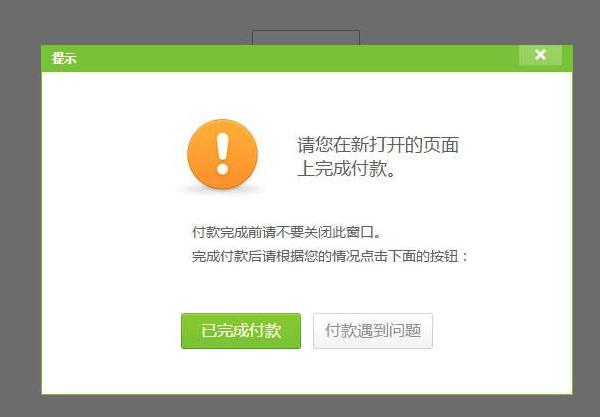 提示
请您在新打开的页面
上完成付款。
付款完成前请不要关闭此窗口。
完成付款后请根据您的情况点击下面的按钮：
已完成付款
付款遇到问题